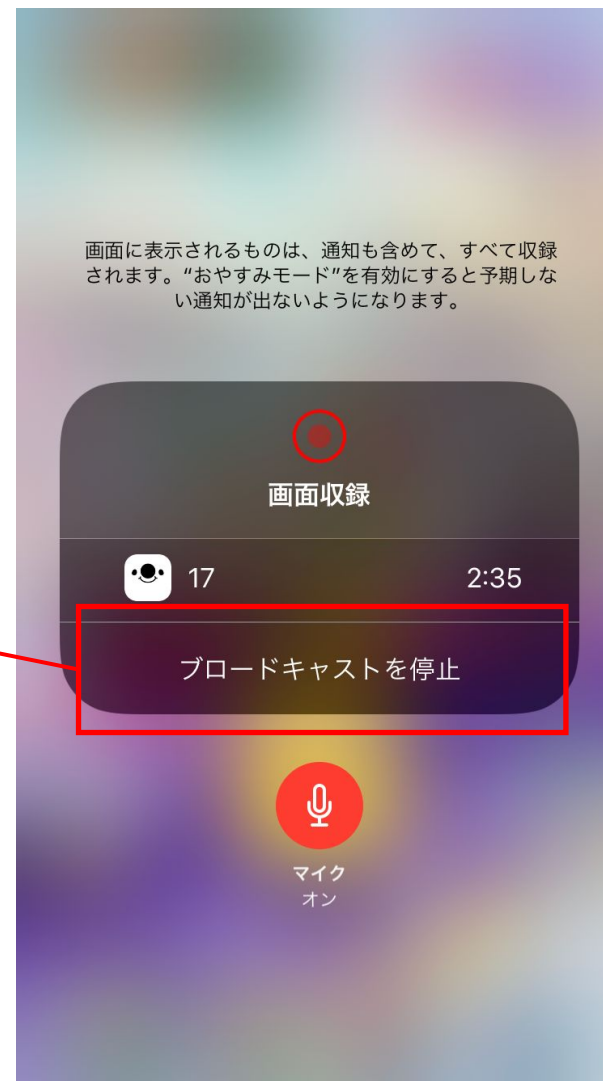 画面に表示されるものは、通知も含めて、すべて収録
されます。“おやすみモード”を有効にすると予期しな
い通知が出ないようになります。
画面収録
17 2:35
ブロードキャストを停止
マイク
オン